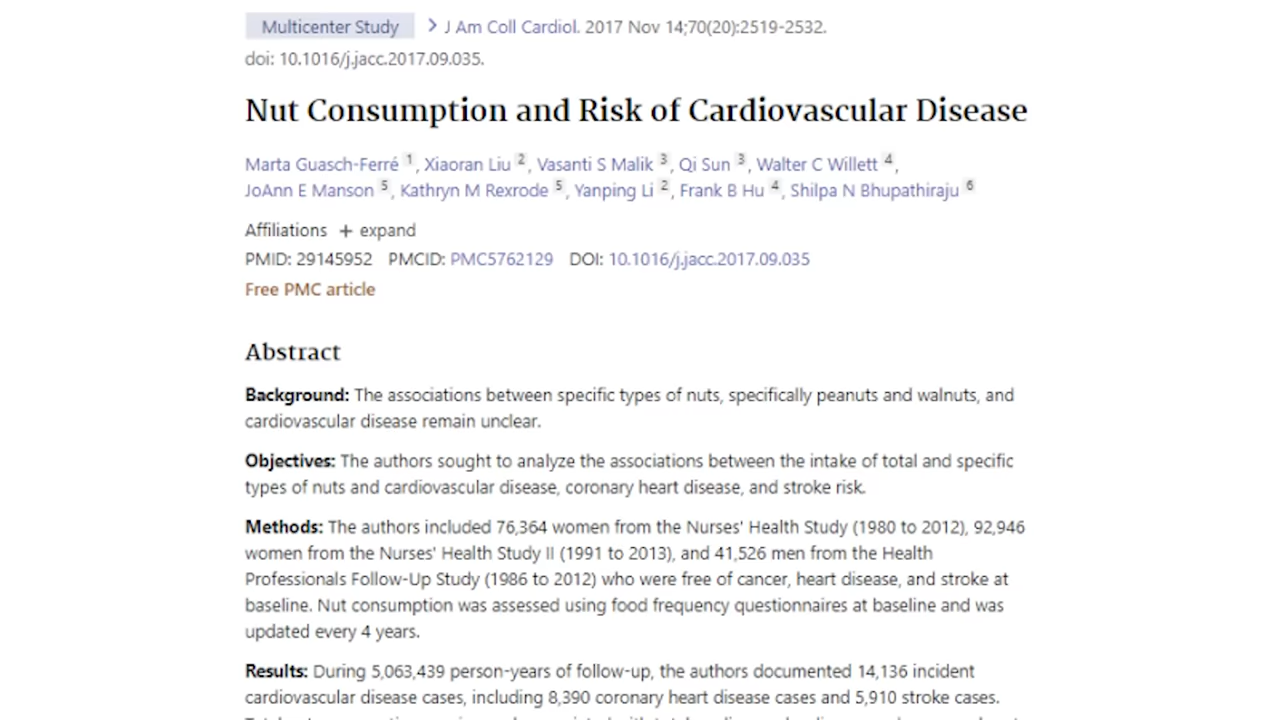 Multicenter Study > J Am Coll Cardiol. 2017 Nov 14;70(20):2519-2532.
doi: 10.1016/j.jacc.2017.09.035.
Nut Consumption and Risk of Cardiovascular Disease
Marta Guasch-Ferré 1, Xiaoran Liu 2, Vasanti S Malik 3, Qi Sun 3, Walter C Willett 4,
JoAnn E Manson 5, Kathryn M Rexrode 5, Yanping Li 2, Frank B Hu 4, Shilpa N Bhupathiraju 6
Affiliations + expand
PMID: 29145952 PMCID: PMC5762129 DOI: 10.1016/j.jacc.2017.09.035
Free PMC article
Abstract
Background: The associations between specific types of nuts, specifically peanuts and walnuts, and
cardiovascular disease remain unclear.
Objectives: The authors sought to analyze the associations between the intake of total and specific
types of nuts and cardiovascular disease, coronary heart disease, and stroke risk.
Methods: The authors included 76,364 women from the Nurses' Health Study (1980 to 2012), 92,946
women from the Nurses' Health Study II (1991 to 2013), and 41,526 men from the Health
Professionals Follow-Up Study (1986 to 2012) who were free of cancer, heart disease, and stroke at
baseline. Nut consumption was assessed using food frequency questionnaires at baseline and was
updated every 4 years.
Results: During 5,063,439 person-years of follow-up, the authors documented 14,136 incident
cardiovascular disease cases, including 8,390 coronary heart disease cases and 5,910 stroke cases.